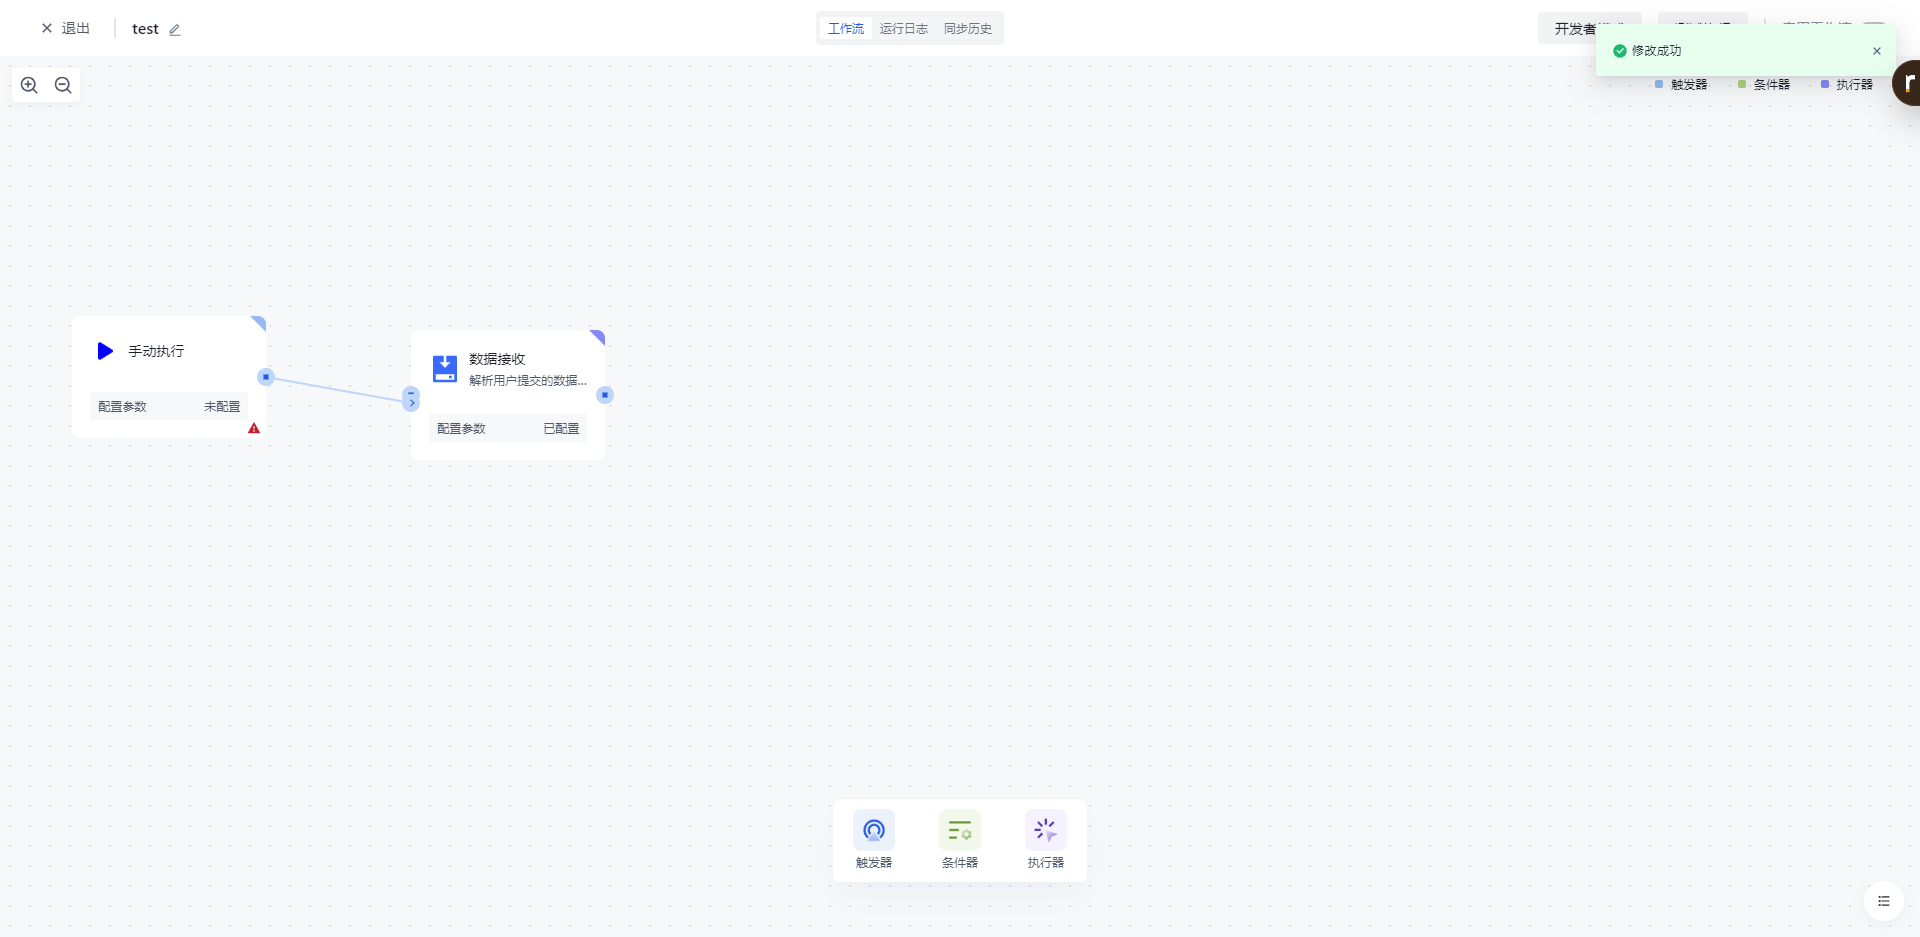 退出
test
工作流
运行日志
同步历史
开发者
修改成功
触发器
条件器
执行器
手动执行
配置参数
未配置
数据接收
解析用户提交的数据...
配置参数
已配置
触发器
条件器
执行器